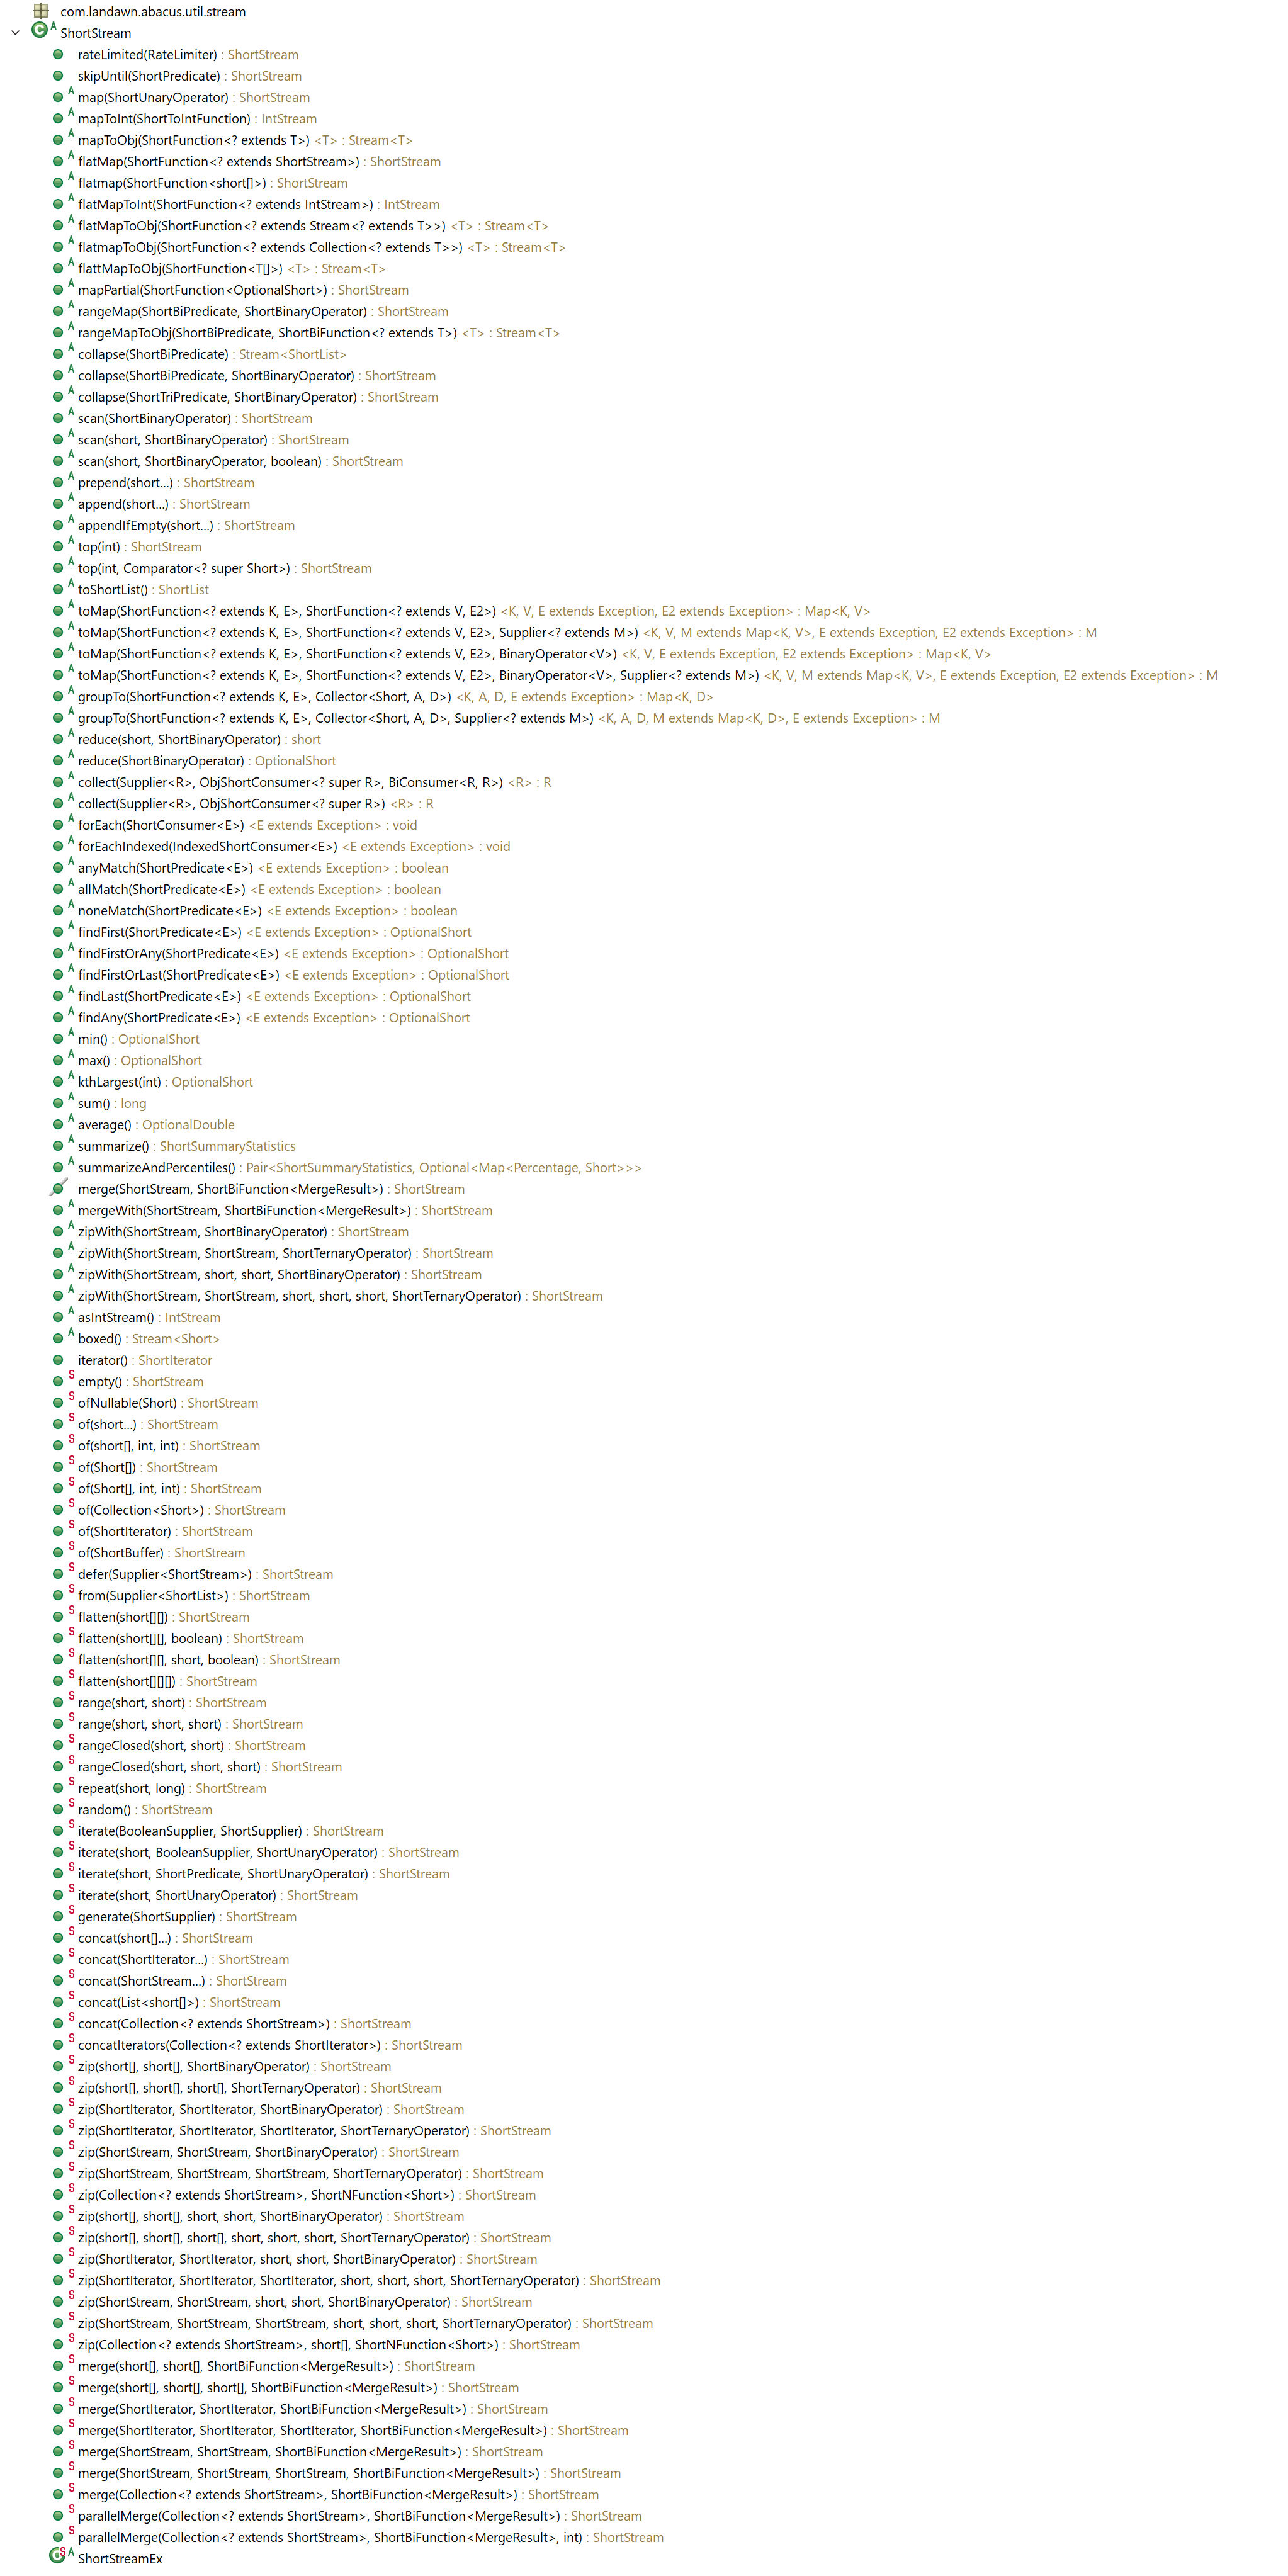 com.landawn.abacus.util.stream
ShortStream
rateLimited(RateLimiter) : ShortStream
skipUntil(ShortPredicate) : ShortStream
map(ShortUnaryOperator) : ShortStream
mapToInt(ShortToIntFunction) : IntStream
mapToObj(ShortFunction<? extends T>) <T> : Stream<T>
flatMap(ShortFunction<? extends ShortStream>) : ShortStream
flatmap(ShortFunction<short[]>) : ShortStream
flatMapToInt(ShortFunction<? extends IntStream>) : IntStream
flatMapToObj(ShortFunction<? extends Stream<? extends T>>) <T> : Stream<T>
flatmapToObj(ShortFunction<? extends Collection<? extends T>>) <T> : Stream<T>
flattMapToObj(ShortFunction<T[]>) <T> : Stream<T>
mapPartial(ShortFunction<OptionalShort>) : ShortStream
rangeMap(ShortBiPredicate, ShortBinaryOperator) : ShortStream
rangeMapToObj(ShortBiPredicate, ShortBiFunction<? extends T>) <T> : Stream<T>
collapse(ShortBiPredicate) : Stream<ShortList>
collapse(ShortBiPredicate, ShortBinaryOperator) : ShortStream
collapse(ShortTriPredicate, ShortBinaryOperator) : ShortStream
scan(ShortBinaryOperator) : ShortStream
scan(short, ShortBinaryOperator) : ShortStream
scan(short, ShortBinaryOperator, boolean) : ShortStream
prepend(short...) : ShortStream
append(short...) : ShortStream
appendIfEmpty(short...) : ShortStream
top(int) : ShortStream
top(int, Comparator<? super Short>) : ShortStream
toShortList() : ShortList
toMap(ShortFunction<? extends K, E>, ShortFunction<? extends V, E2>) <K, V, E extends Exception, E2 extends Exception> : Map<K, V>
toMap(ShortFunction<? extends K, E>, ShortFunction<? extends V, E2>, Supplier<? extends M>) <K, V, M extends Map<K, V>, E extends Exception, E2 extends Exception> : M
toMap(ShortFunction<? extends K, E>, ShortFunction<? extends V, E2>, BinaryOperator<V>) <K, V, E extends Exception, E2 extends Exception> : Map<K, V>
toMap(ShortFunction<? extends K, E>, ShortFunction<? extends V, E2>, BinaryOperator<V>, Supplier<? extends M>) <K, V, M extends Map<K, V>, E extends Exception, E2 extends Exception> : M
groupTo(ShortFunction<? extends K, E>, Collector<Short, A, D>) <K, A, D, E extends Exception> : Map<K, D>
groupTo(ShortFunction<? extends K, E>, Collector<Short, A, D>, Supplier<? extends M>) <K, A, D, M extends Map<K, D>, E extends Exception> : M
reduce(short, ShortBinaryOperator) : short
reduce(ShortBinaryOperator) : OptionalShort
collect(Supplier<R>, ObjShortConsumer<? super R>, BiConsumer<R, R>) <R> : R
collect(Supplier<R>, ObjShortConsumer<? super R>) <R> : R
forEach(ShortConsumer<E>) <E extends Exception> : void
forEachIndexed(IndexedShortConsumer<E>) <E extends Exception> : void
anyMatch(ShortPredicate<E>) <E extends Exception> : boolean
allMatch(ShortPredicate<E>) <E extends Exception> : boolean
noneMatch(ShortPredicate<E>) <E extends Exception> : boolean
findFirst(ShortPredicate<E>) <E extends Exception> : OptionalShort
findFirstOrAny(ShortPredicate<E>) <E extends Exception> : OptionalShort
findFirstOrLast(ShortPredicate<E>) <E extends Exception> : OptionalShort
findLast(ShortPredicate<E>) <E extends Exception> : OptionalShort
findAny(ShortPredicate<E>) <E extends Exception> : OptionalShort
min() : OptionalShort
max() : OptionalShort
kthLargest(int) : OptionalShort
sum() : long
average() : OptionalDouble
summarize() : ShortSummaryStatistics
summarizeAndPercentiles() : Pair<ShortSummaryStatistics, Optional<Map<Percentage, Short>>>
merge(ShortStream, ShortBiFunction<MergeResult>) : ShortStream
mergeWith(ShortStream, ShortBiFunction<MergeResult>) : ShortStream
zipWith(ShortStream, ShortBinaryOperator) : ShortStream
zipWith(ShortStream, ShortStream, ShortTernaryOperator) : ShortStream
zipWith(ShortStream, short, short, ShortBinaryOperator) : ShortStream
zipWith(ShortStream, ShortStream, short, short, short, ShortTernaryOperator) : ShortStream
asIntStream() : IntStream
boxed() : Stream<Short>
iterator() : ShortIterator
empty() : ShortStream
ofNullable(Short) : ShortStream
of(short...) : ShortStream
of(short[], int, int) : ShortStream
of(Short[]) : ShortStream
of(Short[], int, int) : ShortStream
of(Collection<Short>) : ShortStream
of(ShortIterator) : ShortStream
of(ShortBuffer) : ShortStream
defer(Supplier<ShortStream>) : ShortStream
from(Supplier<ShortList>) : ShortStream
flatten(short[][]) : ShortStream
flatten(short[][], boolean) : ShortStream
flatten(short[][], short, boolean) : ShortStream
flatten(short[][][]) : ShortStream
range(short, short) : ShortStream
range(short, short, short) : ShortStream
rangeClosed(short, short) : ShortStream
rangeClosed(short, short, short) : ShortStream
repeat(short, long) : ShortStream
random() : ShortStream
iterate(BooleanSupplier, ShortSupplier) : ShortStream
iterate(short, BooleanSupplier, ShortUnaryOperator) : ShortStream
iterate(short, ShortPredicate, ShortUnaryOperator) : ShortStream
iterate(short, ShortUnaryOperator) : ShortStream
generate(ShortSupplier) : ShortStream
concat(short[]...) : ShortStream
concat(ShortIterator...) : ShortStream
concat(ShortStream...) : ShortStream
concat(List<short[]>) : ShortStream
concat(Collection<? extends ShortStream>) : ShortStream
concatIterators(Collection<? extends ShortIterator>) : ShortStream
zip(short[], short[], ShortBinaryOperator) : ShortStream
zip(short[], short[], short[], ShortTernaryOperator) : ShortStream
zip(ShortIterator, ShortIterator, ShortBinaryOperator) : ShortStream
zip(ShortIterator, ShortIterator, ShortIterator, ShortTernaryOperator) : ShortStream
zip(ShortStream, ShortStream, ShortBinaryOperator) : ShortStream
zip(ShortStream, ShortStream, ShortStream, ShortTernaryOperator) : ShortStream
zip(Collection<? extends ShortStream>, ShortNFunction<Short>) : ShortStream
zip(short[], short[], short, short, ShortBinaryOperator) : ShortStream
zip(short[], short[], short[], short, short, short, ShortTernaryOperator) : ShortStream
zip(ShortIterator, ShortIterator, short, short, ShortBinaryOperator) : ShortStream
zip(ShortIterator, ShortIterator, ShortIterator, short, short, short, ShortTernaryOperator) : ShortStream
zip(ShortStream, ShortStream, short, short, ShortBinaryOperator) : ShortStream
zip(ShortStream, ShortStream, ShortStream, short, short, short, ShortTernaryOperator) : ShortStream
zip(Collection<? extends ShortStream>, short[], ShortNFunction<Short>) : ShortStream
merge(short[], short[], ShortBiFunction<MergeResult>) : ShortStream
merge(short[], short[], short[], ShortBiFunction<MergeResult>) : ShortStream
merge(ShortIterator, ShortIterator, ShortBiFunction<MergeResult>) : ShortStream
merge(ShortIterator, ShortIterator, ShortIterator, ShortBiFunction<MergeResult>) : ShortStream
merge(ShortStream, ShortStream, ShortBiFunction<MergeResult>) : ShortStream
merge(ShortStream, ShortStream, ShortStream, ShortBiFunction<MergeResult>) : ShortStream
merge(Collection<? extends ShortStream>, ShortBiFunction<MergeResult>) : ShortStream
parallelMerge(Collection<? extends ShortStream>, ShortBiFunction<MergeResult>) : ShortStream
parallelMerge(Collection<? extends ShortStream>, ShortBiFunction<MergeResult>, int) : ShortStream
ShortStreamEx